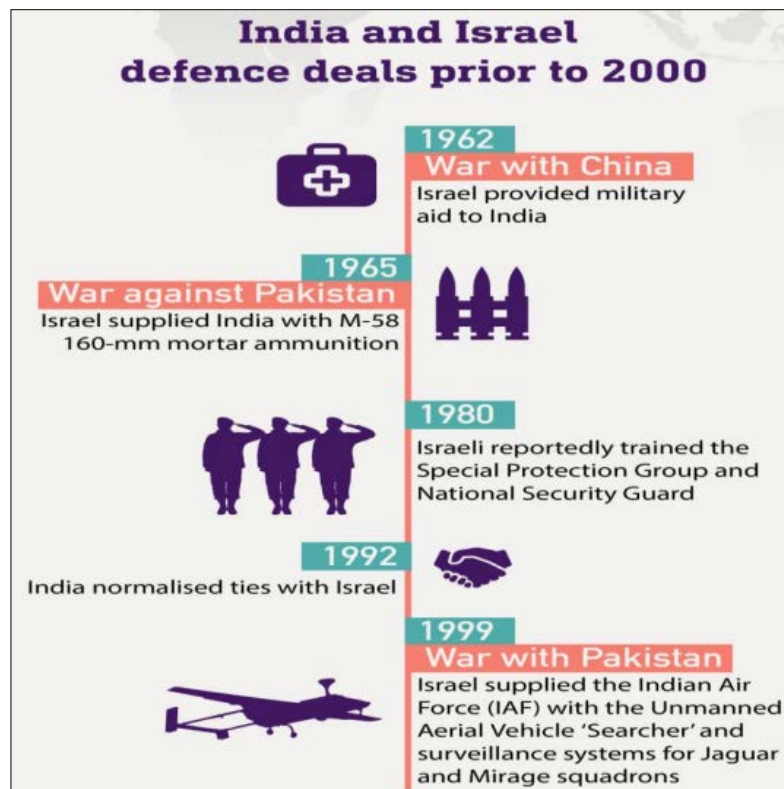 India and Israel
defence deals prior to 2000
1962
War with China
Israel provided military
aid to India
1965
War against Pakistan
Israel supplied India with M-58
160-mm mortar ammunition
1980
Israeli reportedly trained the
Special Protection Group and
National Security Guard
1992
India normalised ties with Israel
1999
War with Pakistan
Israel supplied the Indian Air
Force (IAF) with the Unmanned
Aerial Vehicle ‘Searcher’ and
surveillance systems for Jaguar
and Mirage squadrons